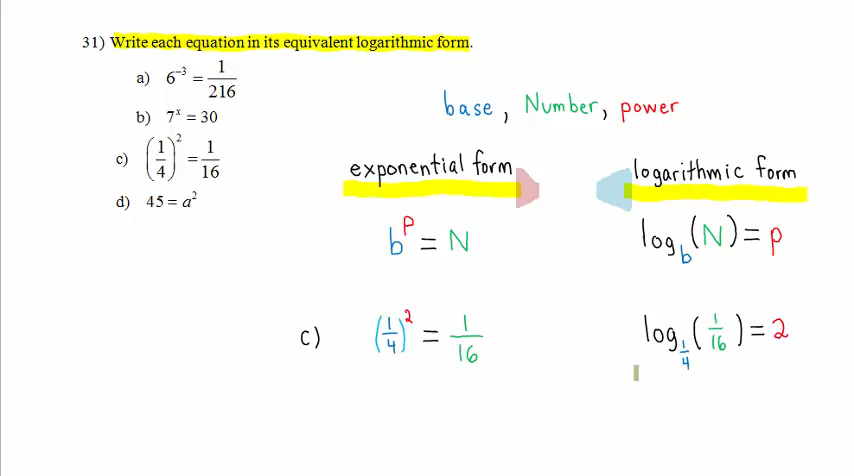 31) Write each equation in its equivalent logarithmic form.
a) 6⁻³ = 1/216
b) 7ˣ = 30
c) (1/4)² = 1/16
d) 45 = a²
base, Number, power
exponential form
logarithmic form
b^p = N
log_b(N) = p
c) (1/4)² = 1/16
log_1/4(1/16) = 2